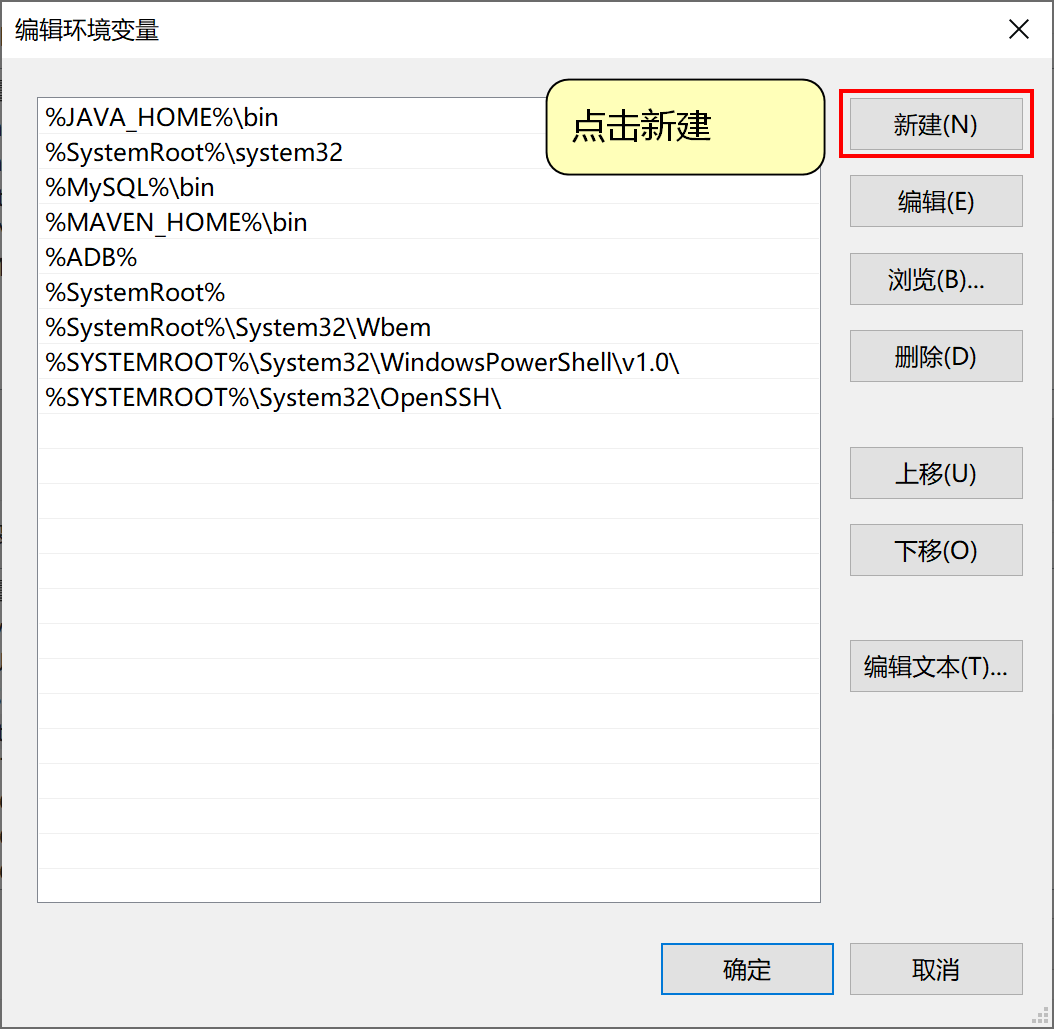 编辑环境变量
%JAVA_HOME%\bin
%SystemRoot%\system32
%MySQL%\bin
%MAVEN_HOME%\bin
%ADB%
%SystemRoot%
%SystemRoot%\System32\Wbem
%SYSTEMROOT%\System32\WindowsPowerShell\v1.0\
%SYSTEMROOT%\System32\OpenSSH\
点击新建
新建(N)
编辑(E)
浏览(B)...
删除(D)
上移(U)
下移(O)
编辑文本(T)...
确定
取消